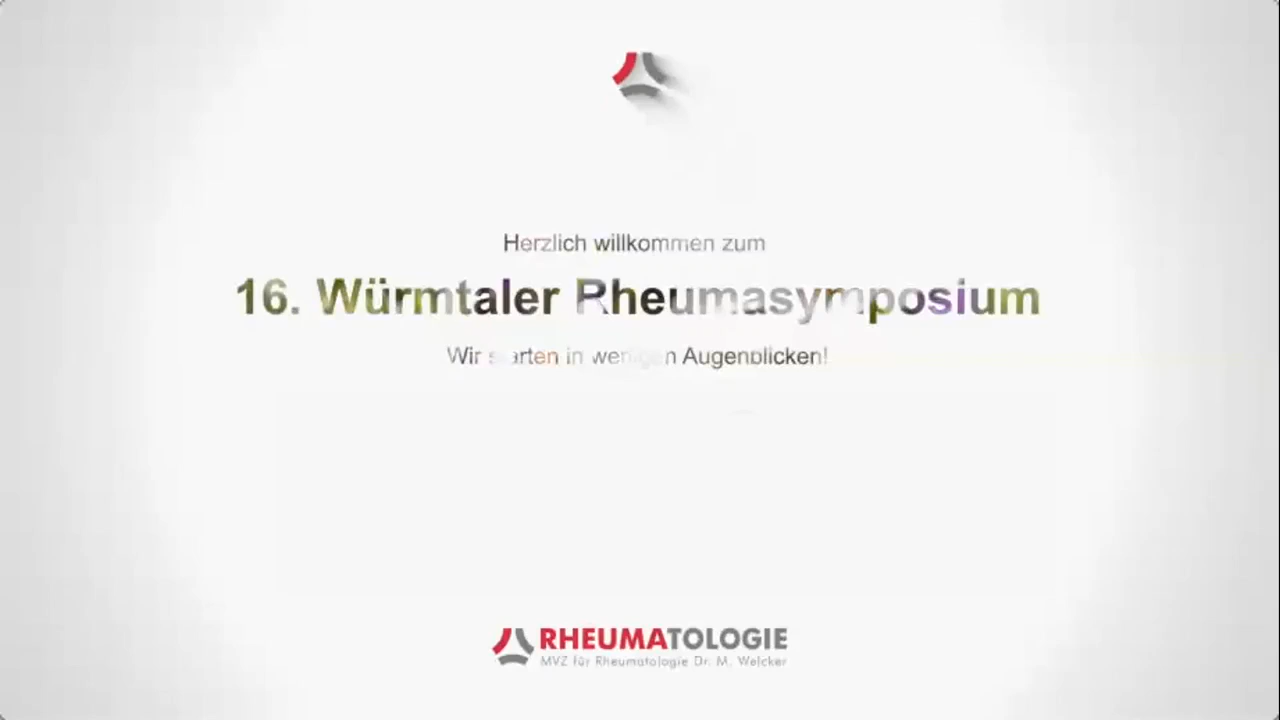 Herzlich willkommen zum
16. Würmtaler Rheumasymposium
Wir starten in wenigen Augenblicken!
RHEUMATOLOGIE
MVZ für Rheumatologie Dr. M. Welcker